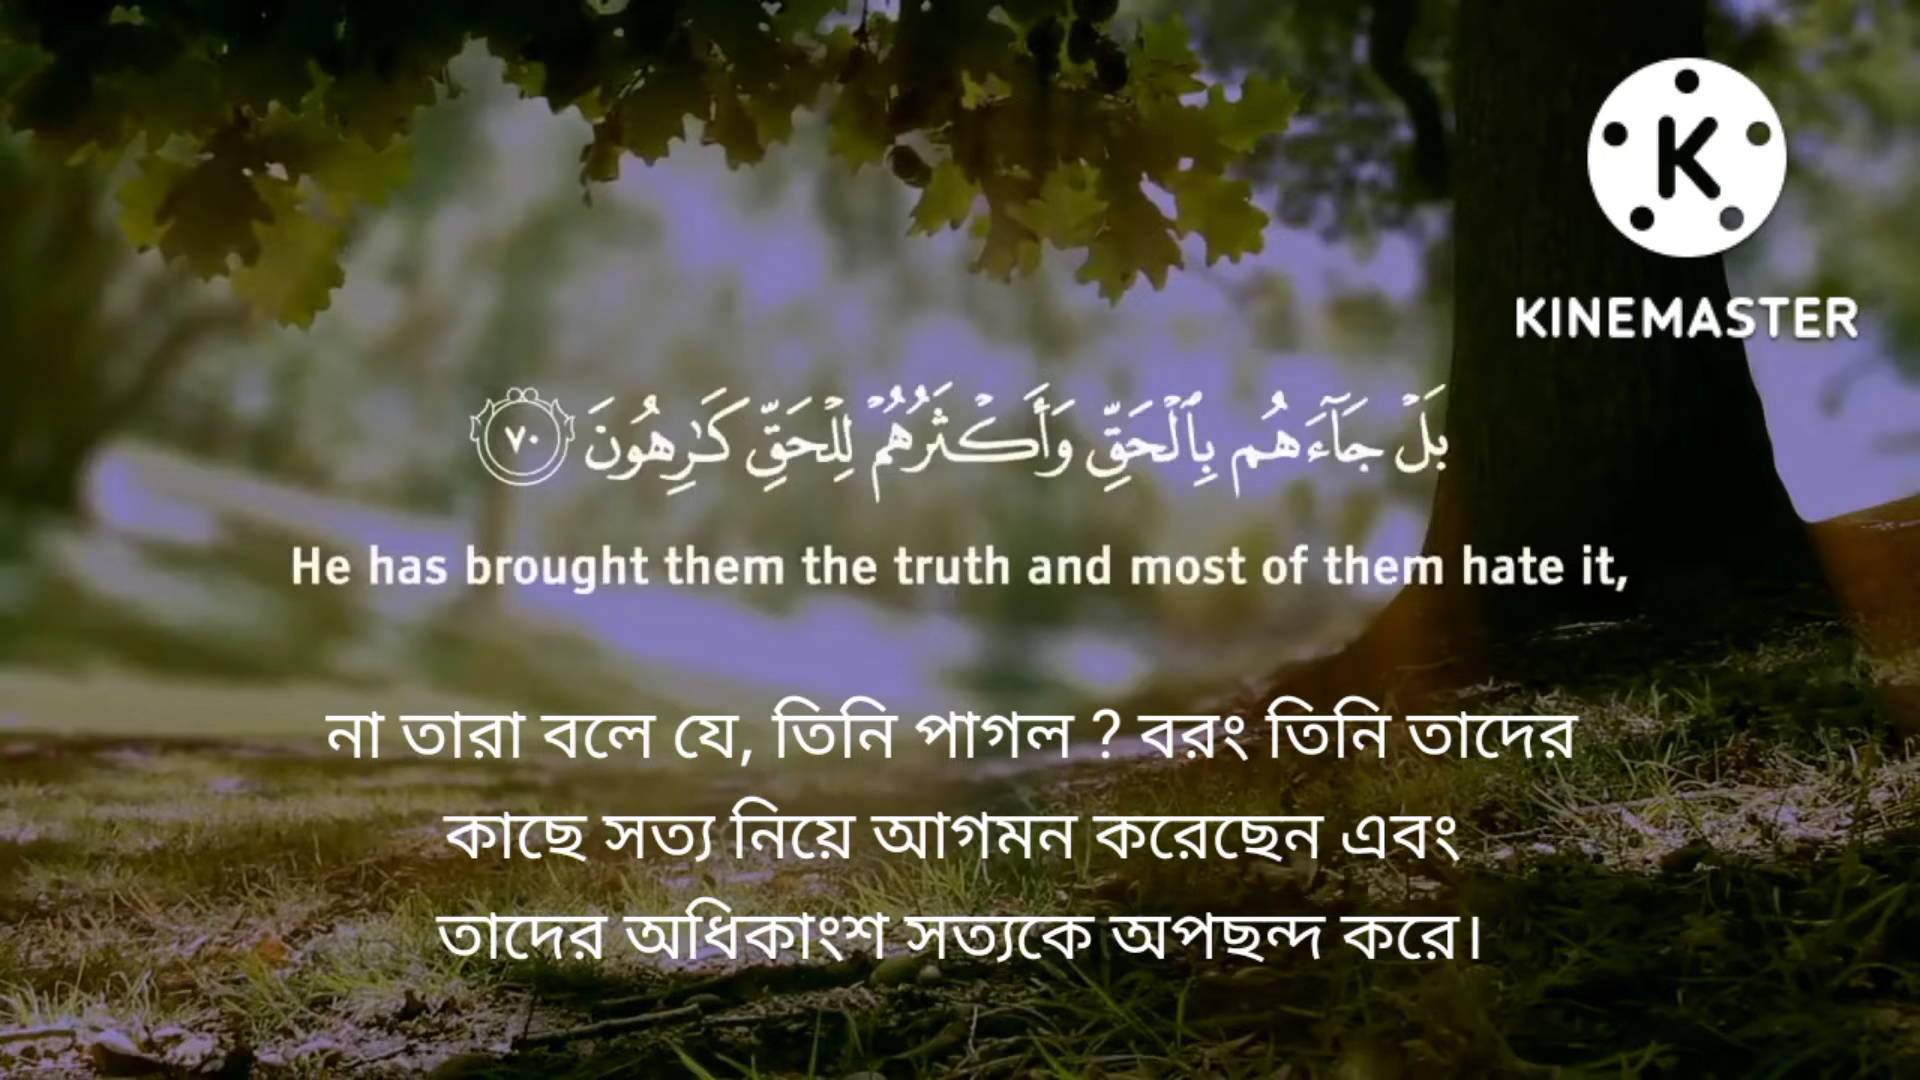 KINEMASTER
بَلۡ جَآءَهُم بِٱلۡحَقِّ وَأَكۡثَرُهُمۡ لِلۡحَقِّ كَٰرِهُونَ ٧٠
He has brought them the truth and most of them hate it,
না তারা বলে যে, তিনি পাগল ? বরং তিনি তাদের
কাছে সত্য নিয়ে আগমন করেছেন এবং
তাদের অধিকাংশ সত্যকে অপছন্দ করে।